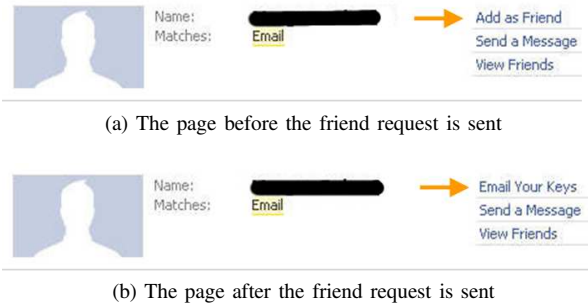 Name:
Matches: Email
Add as Friend
Send a Message
View Friends
(a) The page before the friend request is sent
Name:
Matches: Email
Email Your Keys
Send a Message
View Friends
(b) The page after the friend request is sent